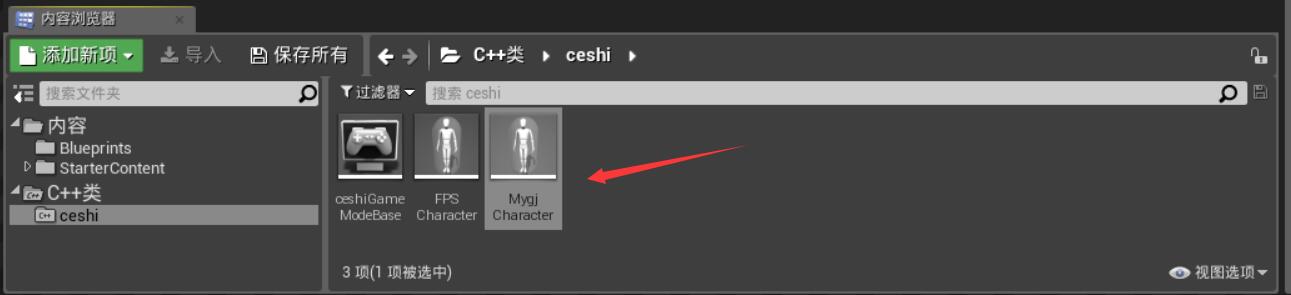 内容浏览器
添加新项 导入 保存所有 C++类 ceshi
搜索文件夹 过滤器 搜索 ceshi
内容
Blueprints
StarterContent
C++类
ceshi
ceshiGame
ModeBase
FPS
Character
Mygj
Character
3 项(1 项被选中)
视图选项